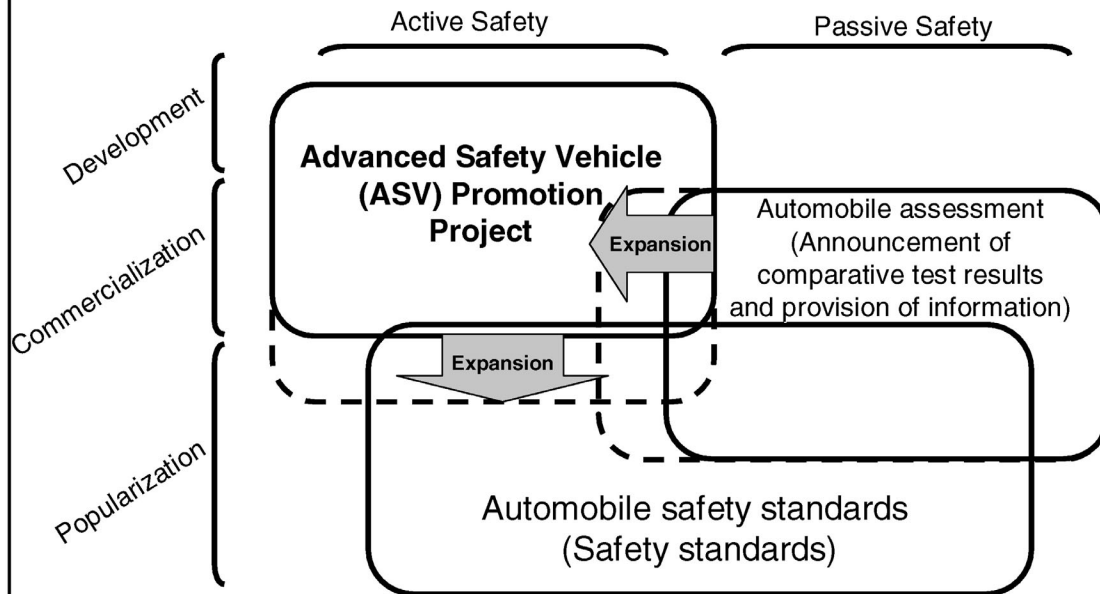 Active Safety
Passive Safety
Development
Commercialization
Popularization
Advanced Safety Vehicle
(ASV) Promotion
Project
Expansion
Automobile assessment
(Announcement of
comparative test results
and provision of information)
Expansion
Automobile safety standards
(Safety standards)